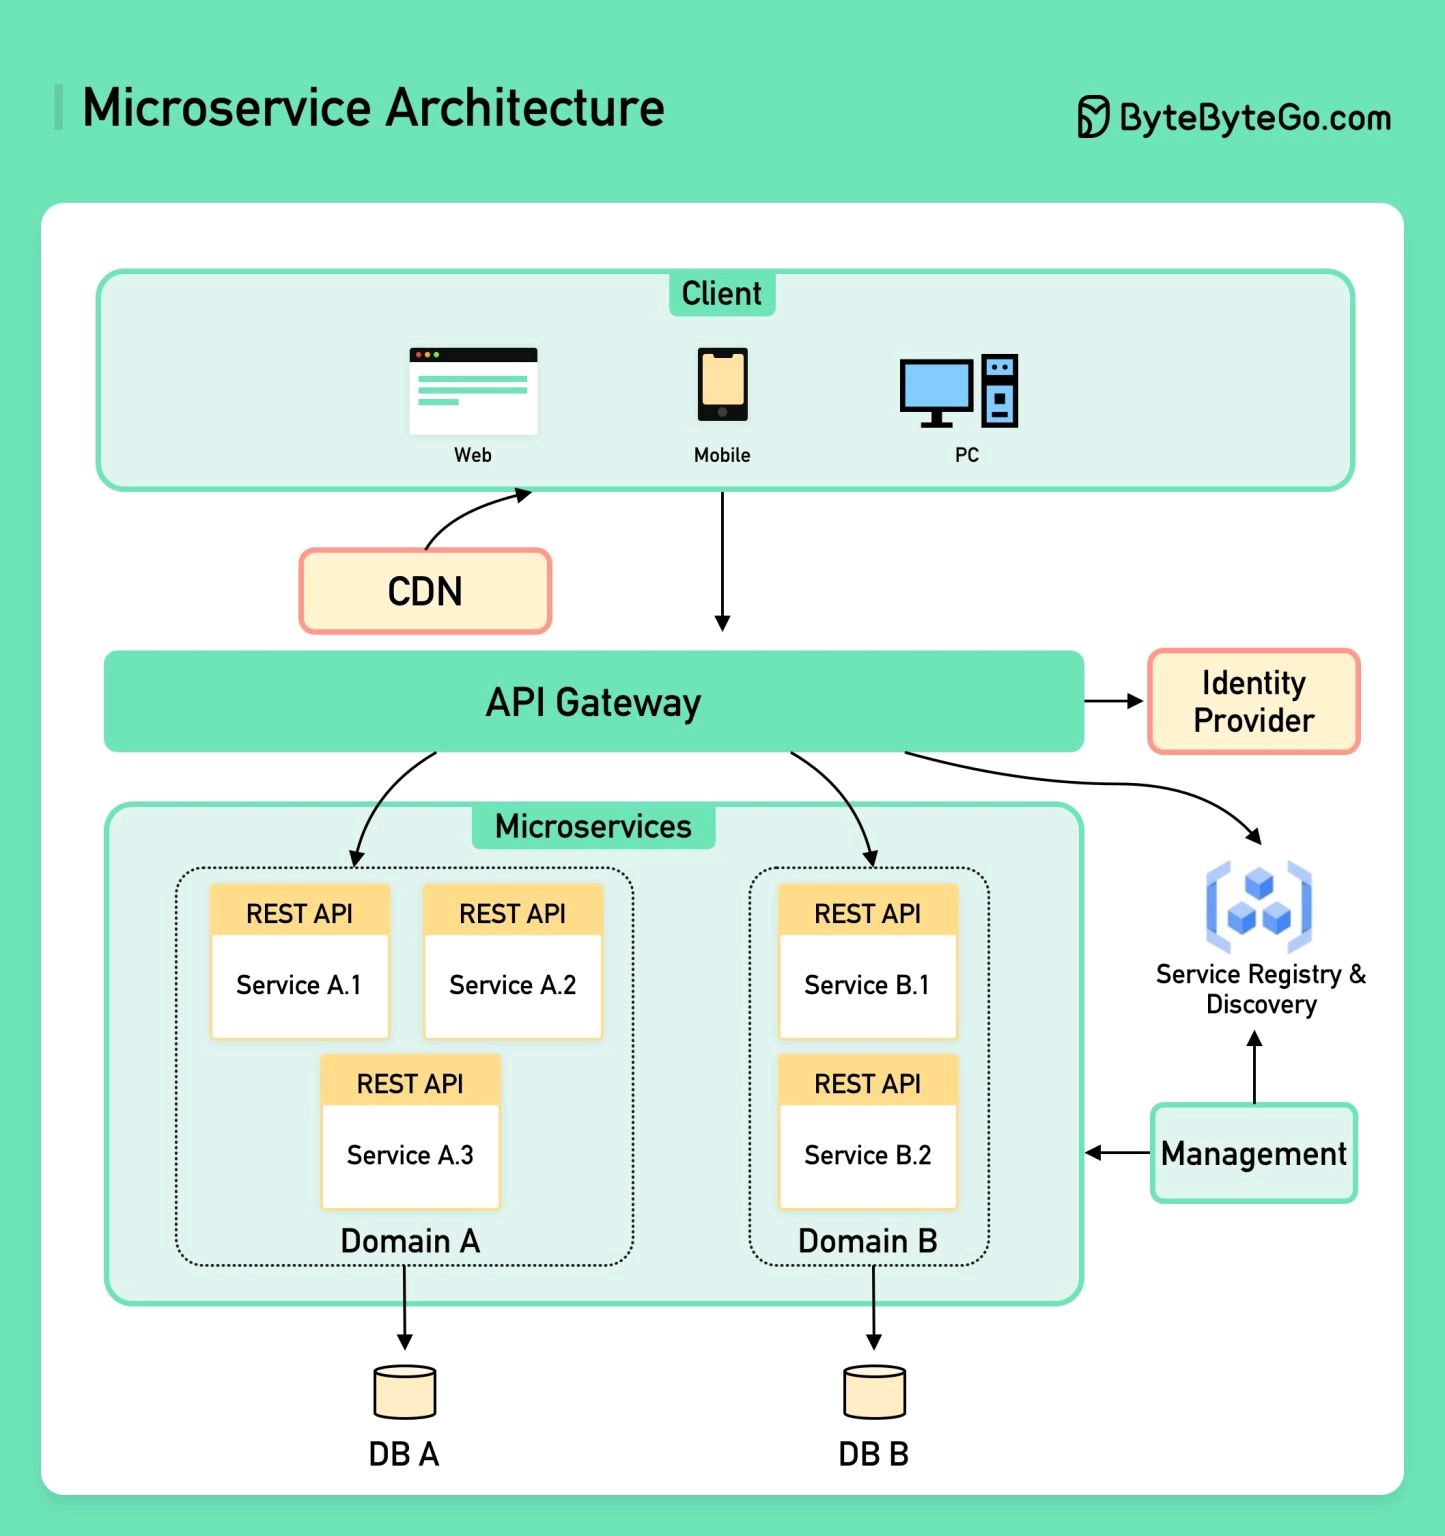 Microservice Architecture
ByteByteGo.com
Client
Web
Mobile
PC
CDN
API Gateway
Identity
Provider
Microservices
REST API
Service A.1
REST API
Service A.2
REST API
Service A.3
Domain A
REST API
Service B.1
REST API
Service B.2
Domain B
Service Registry &
Discovery
Management
DB A
DB B